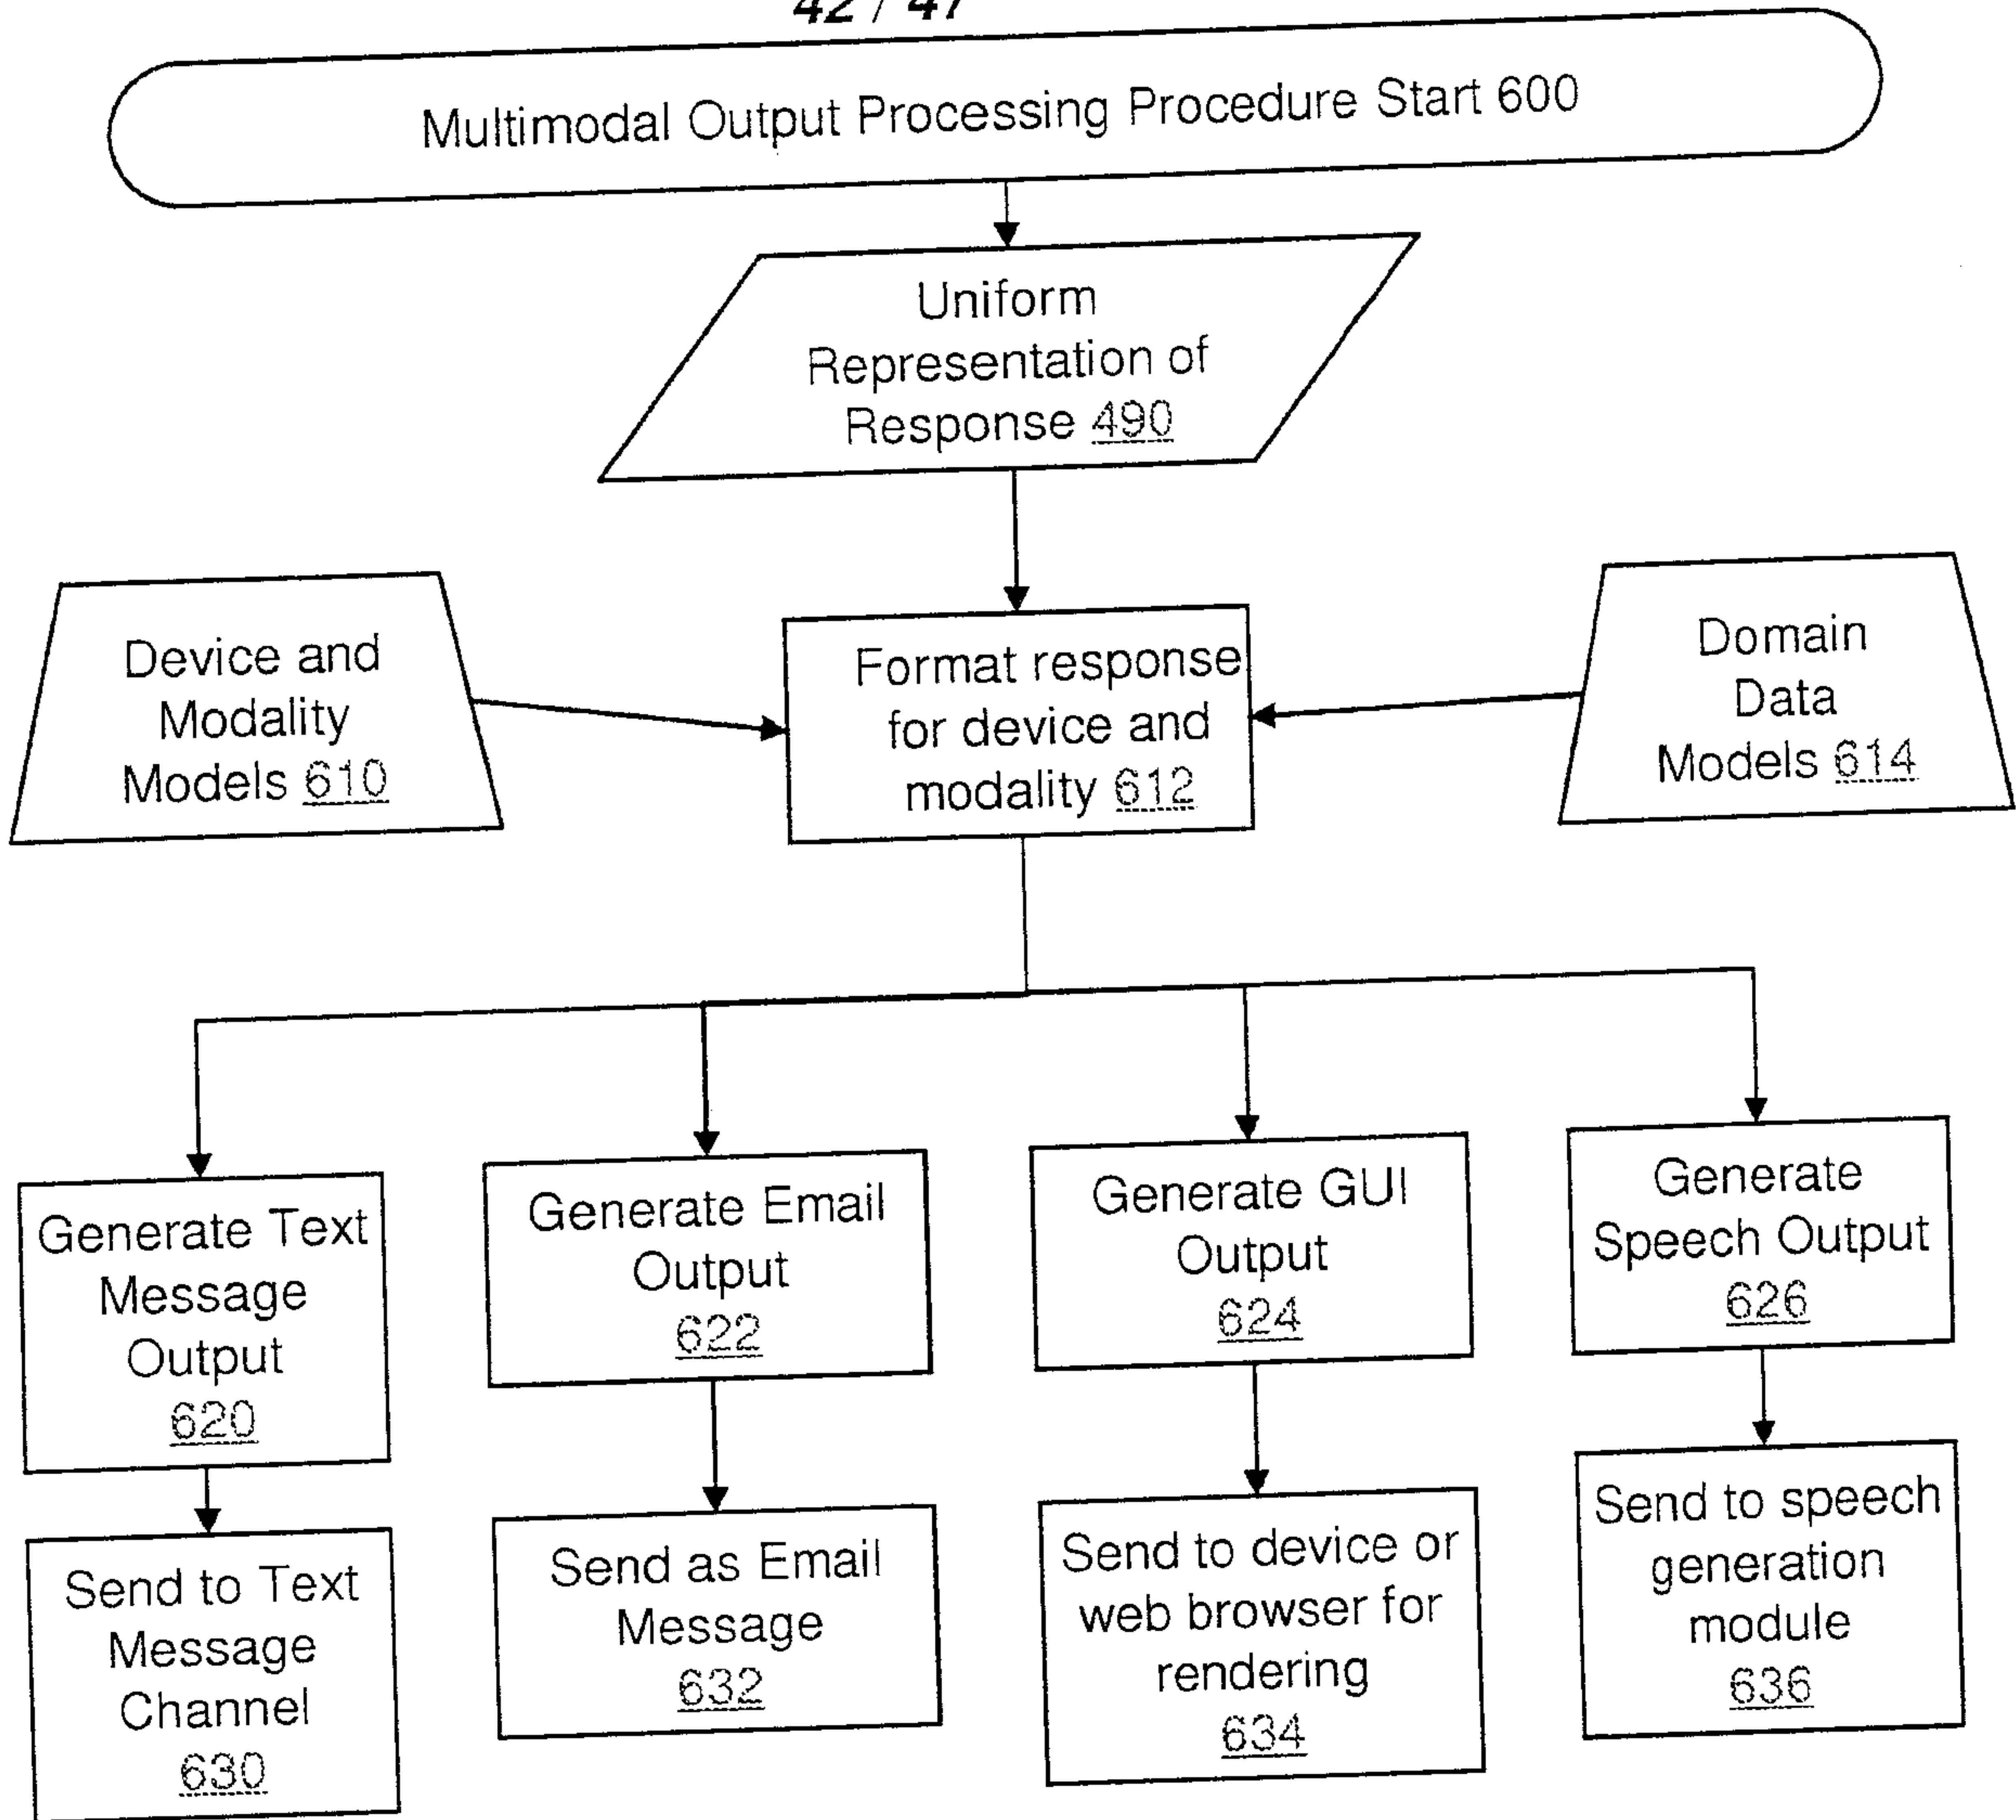 42 / 47
Multimodal Output Processing Procedure Start 600
Uniform
Representation of
Response 490
Device and
Modality
Models 610
Format response
for device and
modality 612
Domain
Data
Models 614
Generate Text
Message
Output
620
Generate Email
Output
622
Generate GUI
Output
624
Generate
Speech Output
626
Send to Text
Message
Channel
630
Send as Email
Message
632
Send to device or
web browser for
rendering
634
Send to speech
generation
module
636